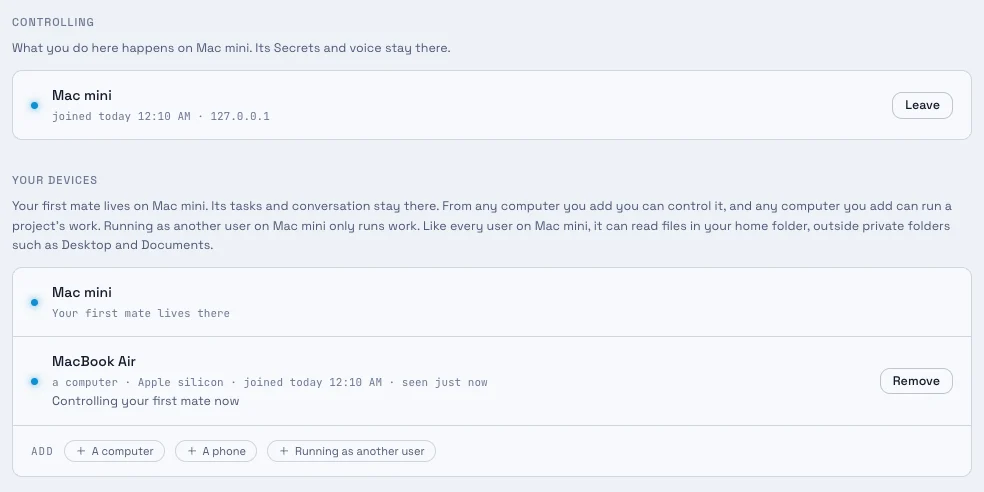 CONTROLLING
What you do here happens on Mac mini. Its Secrets and voice stay there.
Mac mini
joined today 12:10 AM · 127.0.0.1
Leave
YOUR DEVICES
Your first mate lives on Mac mini. Its tasks and conversation stay there. From any computer you add you can control it, and any computer you add can run a
project's work. Running as another user on Mac mini only runs work. Like every user on Mac mini, it can read files in your home folder, outside private folders
such as Desktop and Documents.
Mac mini
Your first mate lives there
MacBook Air
a computer · Apple silicon · joined today 12:10 AM · seen just now
Controlling your first mate now
Remove
ADD + A computer + A phone + Running as another user